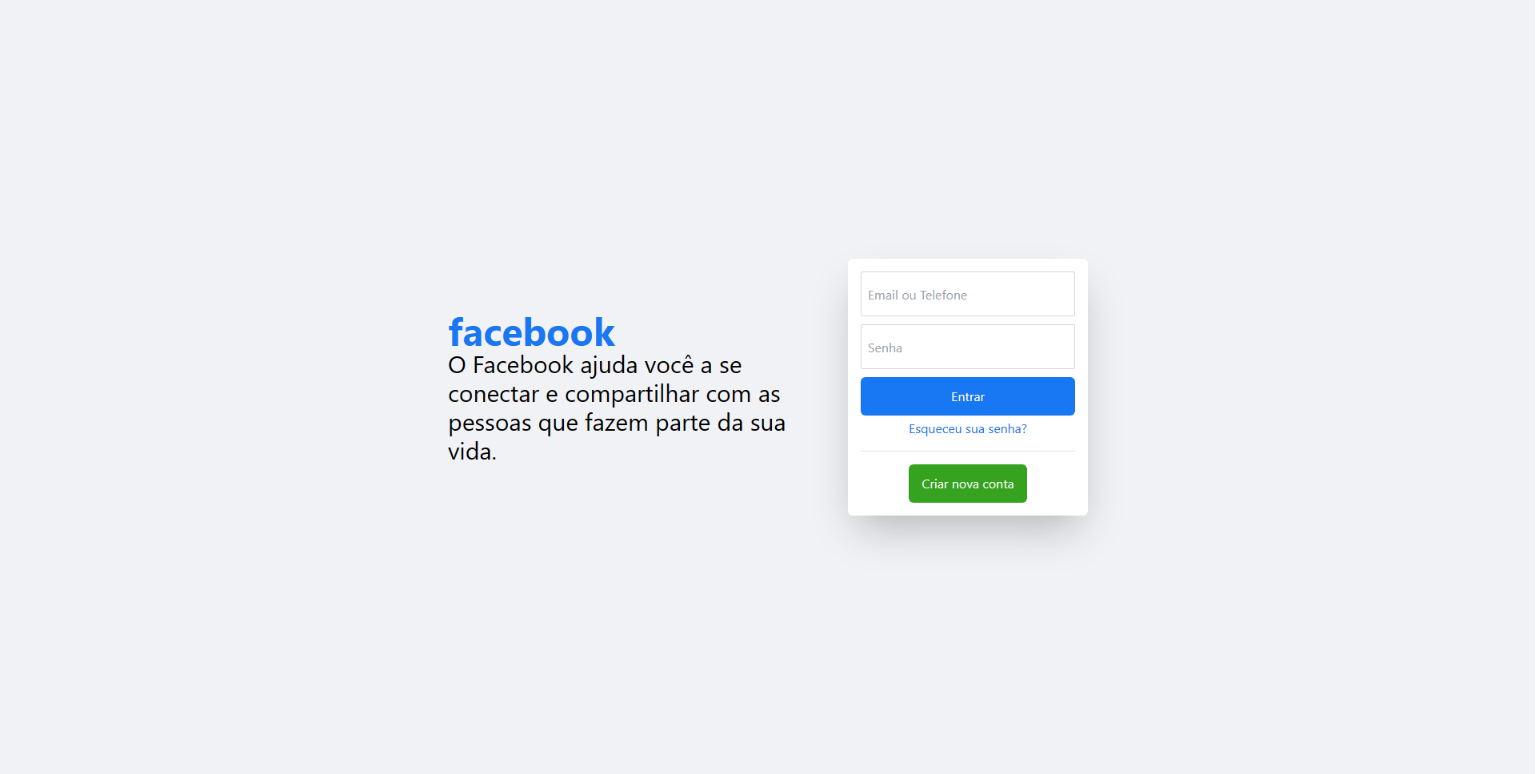 facebook
O Facebook ajuda você a se
conectar e compartilhar com as
pessoas que fazem parte da sua
vida.
Email ou Telefone
Senha
Entrar
Esqueceu sua senha?
Criar nova conta